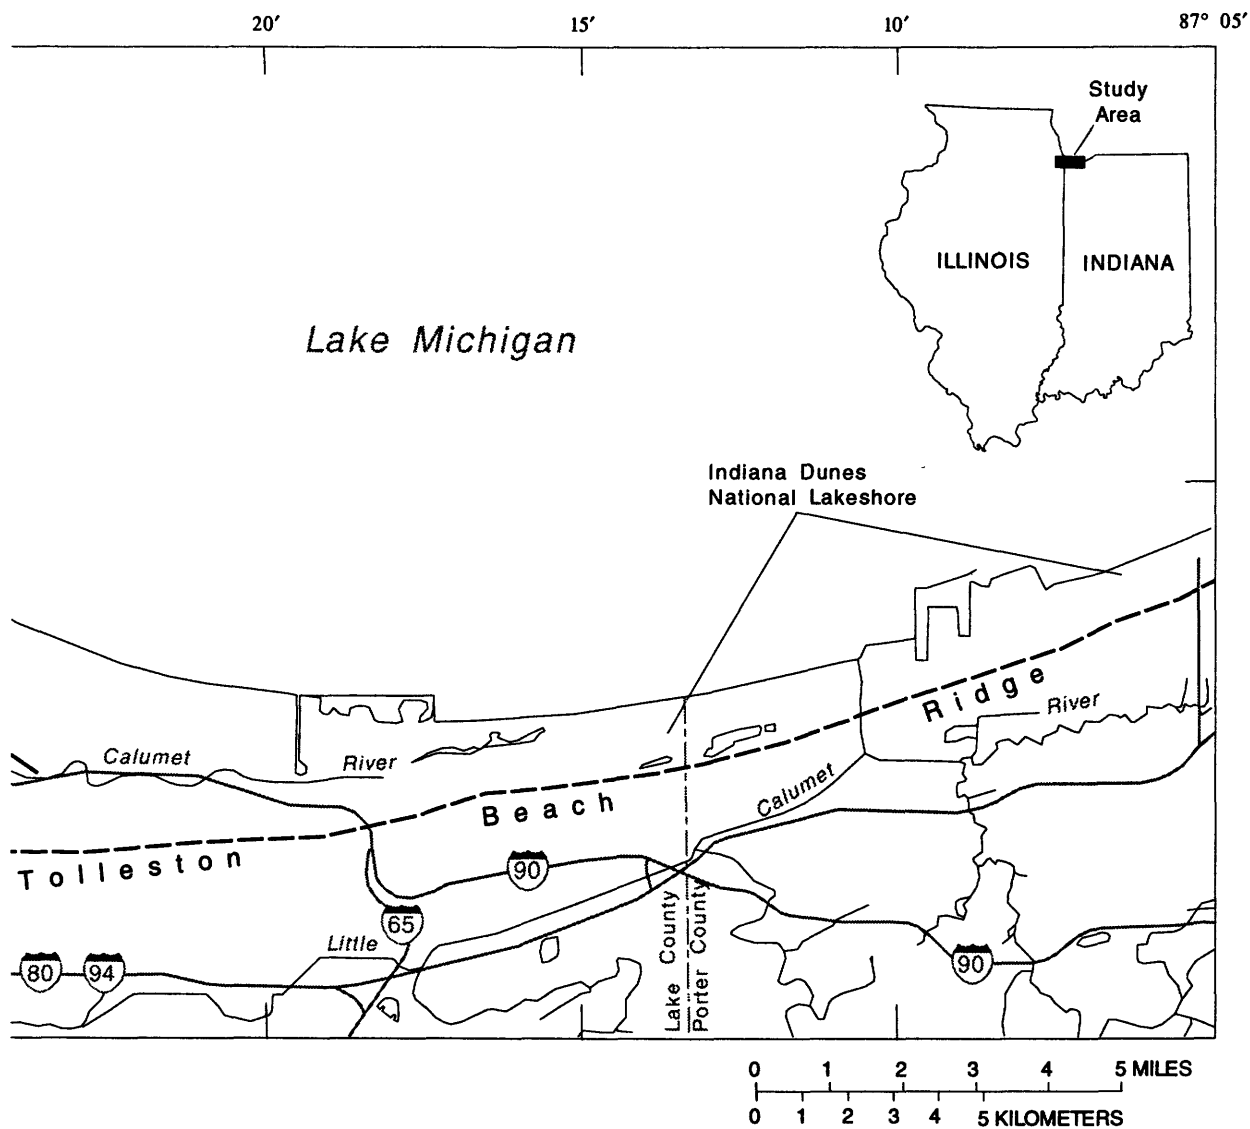 20′ 15′ 10′ 87° 05′
Study
Area
ILLINOIS INDIANA
Lake Michigan
Indiana Dunes
National Lakeshore
Ridge
River
Calumet
River
Calumet
Beach
Tolleston
90
65
Little
80 94
90
Lake County
Porter County
0 1 2 3 4 5 MILES
0 1 2 3 4 5 KILOMETERS